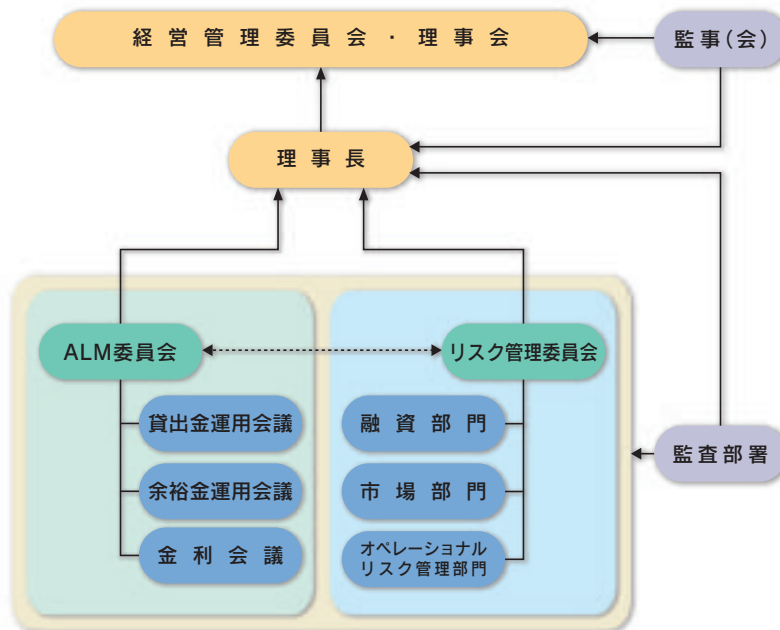 経営管理委員会・理事会
監事(会)
理事長
ALM委員会
リスク管理委員会
貸出金運用会議
融資部門
余裕金運用会議
市場部門
監査部署
金利会議
オペレーショナル
リスク管理部門